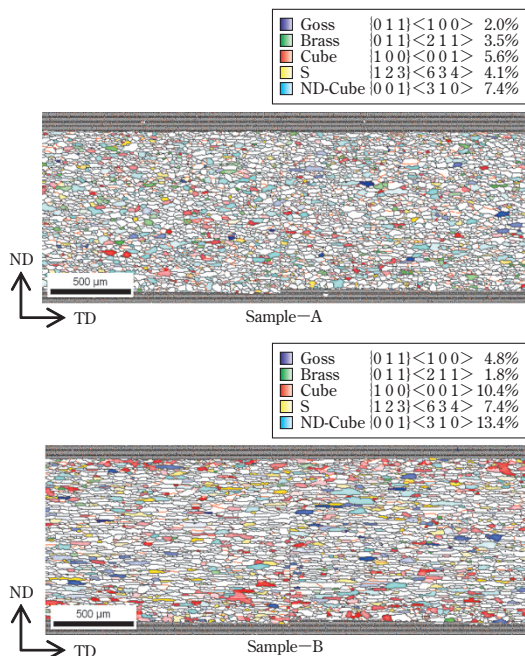 Goss {0 1 1}<1 0 0> 2.0%
Brass {0 1 1}<2 1 1> 3.5%
Cube {1 0 0}<0 0 1> 5.6%
S {1 2 3}<6 3 4> 4.1%
ND-Cube {0 0 1}<3 1 0> 7.4%
ND
500 μm
TD
Sample—A
Goss {0 1 1}<1 0 0> 4.8%
Brass {0 1 1}<2 1 1> 1.8%
Cube {1 0 0}<0 0 1> 10.4%
S {1 2 3}<6 3 4> 7.4%
ND-Cube {0 0 1}<3 1 0> 13.4%
ND
500 μm
TD
Sample—B